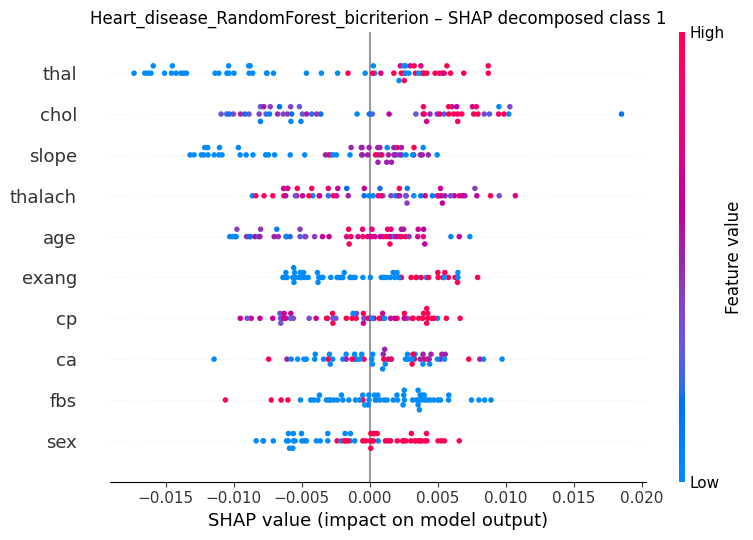 Heart_disease_RandomForest_bicriterion – SHAP decomposed class 1
High
thal
chol
slope
thalach
age
exang
cp
ca
fbs
sex
Feature value
Low
−0.015 −0.010 −0.005 0.000 0.005 0.010 0.015 0.020
SHAP value (impact on model output)